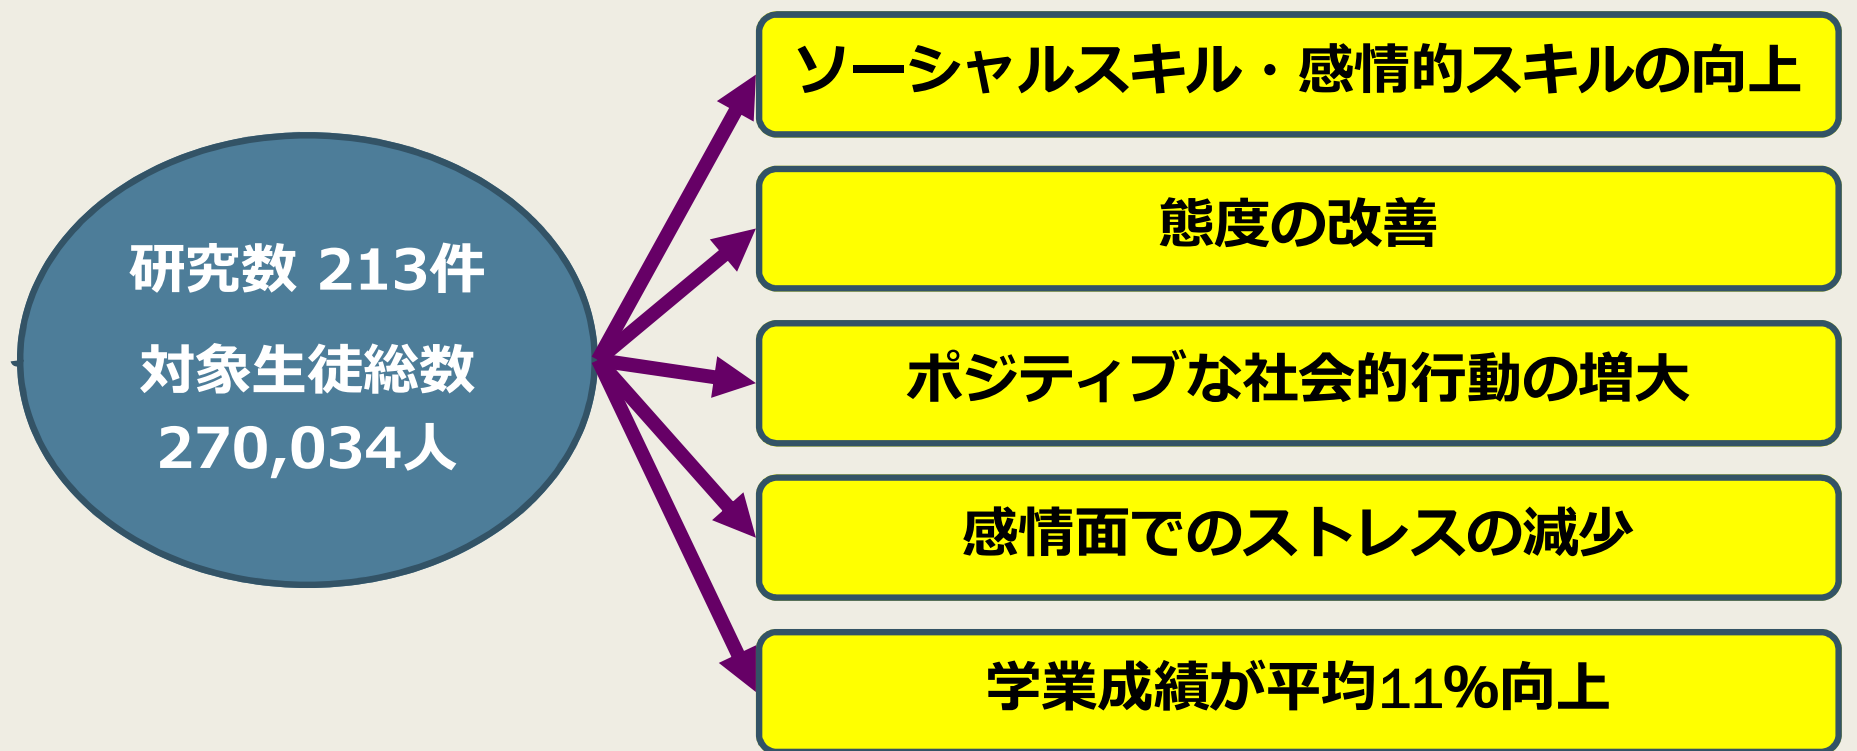 研究数 213件
対象生徒総数
270,034人
ソーシャルスキル・感情的スキルの向上
態度の改善
ポジティブな社会的行動の増大
感情面でのストレスの減少
学業成績が平均11%向上